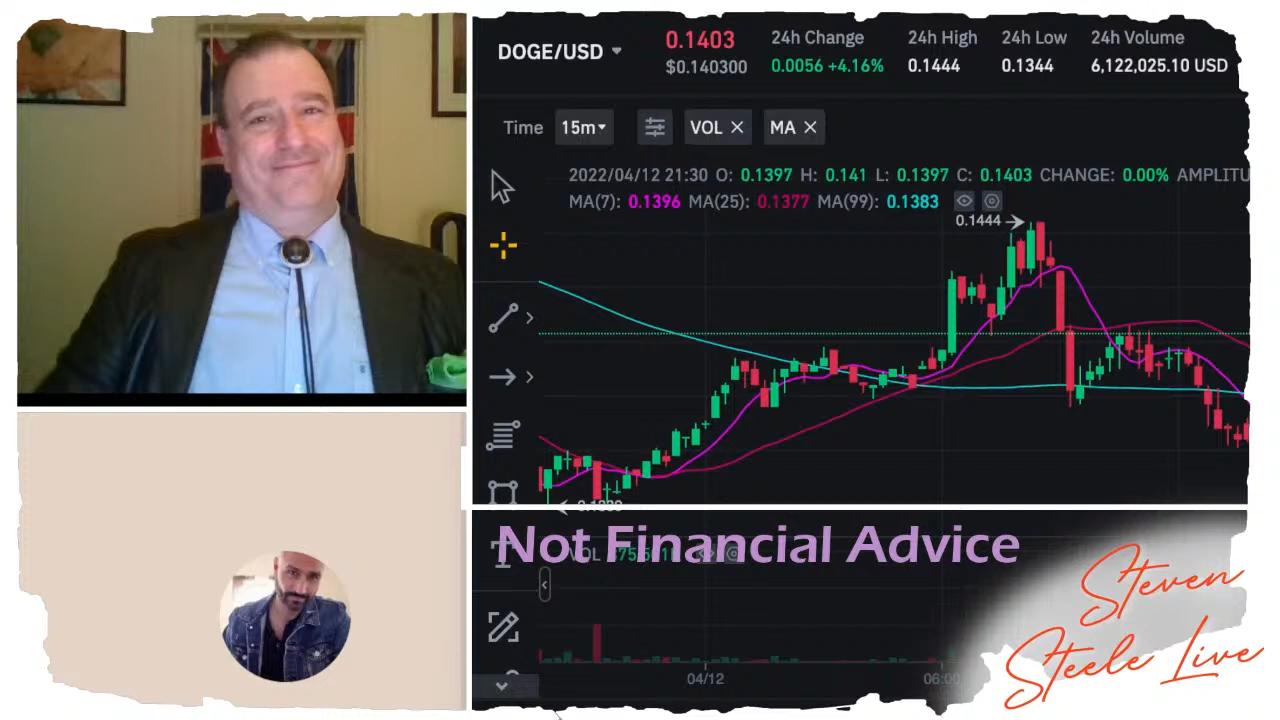 DOGE/USD
0.1403
$0.140300
24h Change
0.0056 +4.16%
24h High
0.1444
24h Low
0.1344
24h Volume
6,122,025.10 USD
Time 15m VOL MA
2022/04/12 21:30 O: 0.1397 H: 0.141 L: 0.1397 C: 0.1403 CHANGE: 0.00% AMPLITU
MA(7): 0.1396 MA(25): 0.1377 MA(99): 0.1383
0.1444
Not Financial Advice
VOL
04/12
06:00
Steven
Steele Live